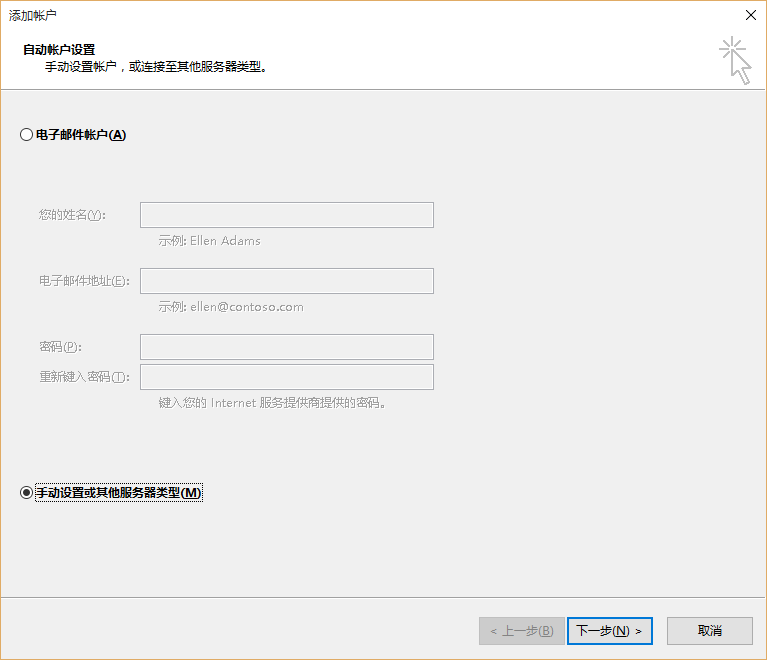 添加帐户
自动帐户设置
手动设置帐户，或连接至其他服务器类型。
电子邮件帐户(A)
您的姓名(Y):
示例: Ellen Adams
电子邮件地址(E):
示例: ellen@contoso.com
密码(P):
重新键入密码(T):
键入您的 Internet 服务提供商提供的密码。
手动设置或其他服务器类型(M)
< 上一步(B) 下一步(N) > 取消